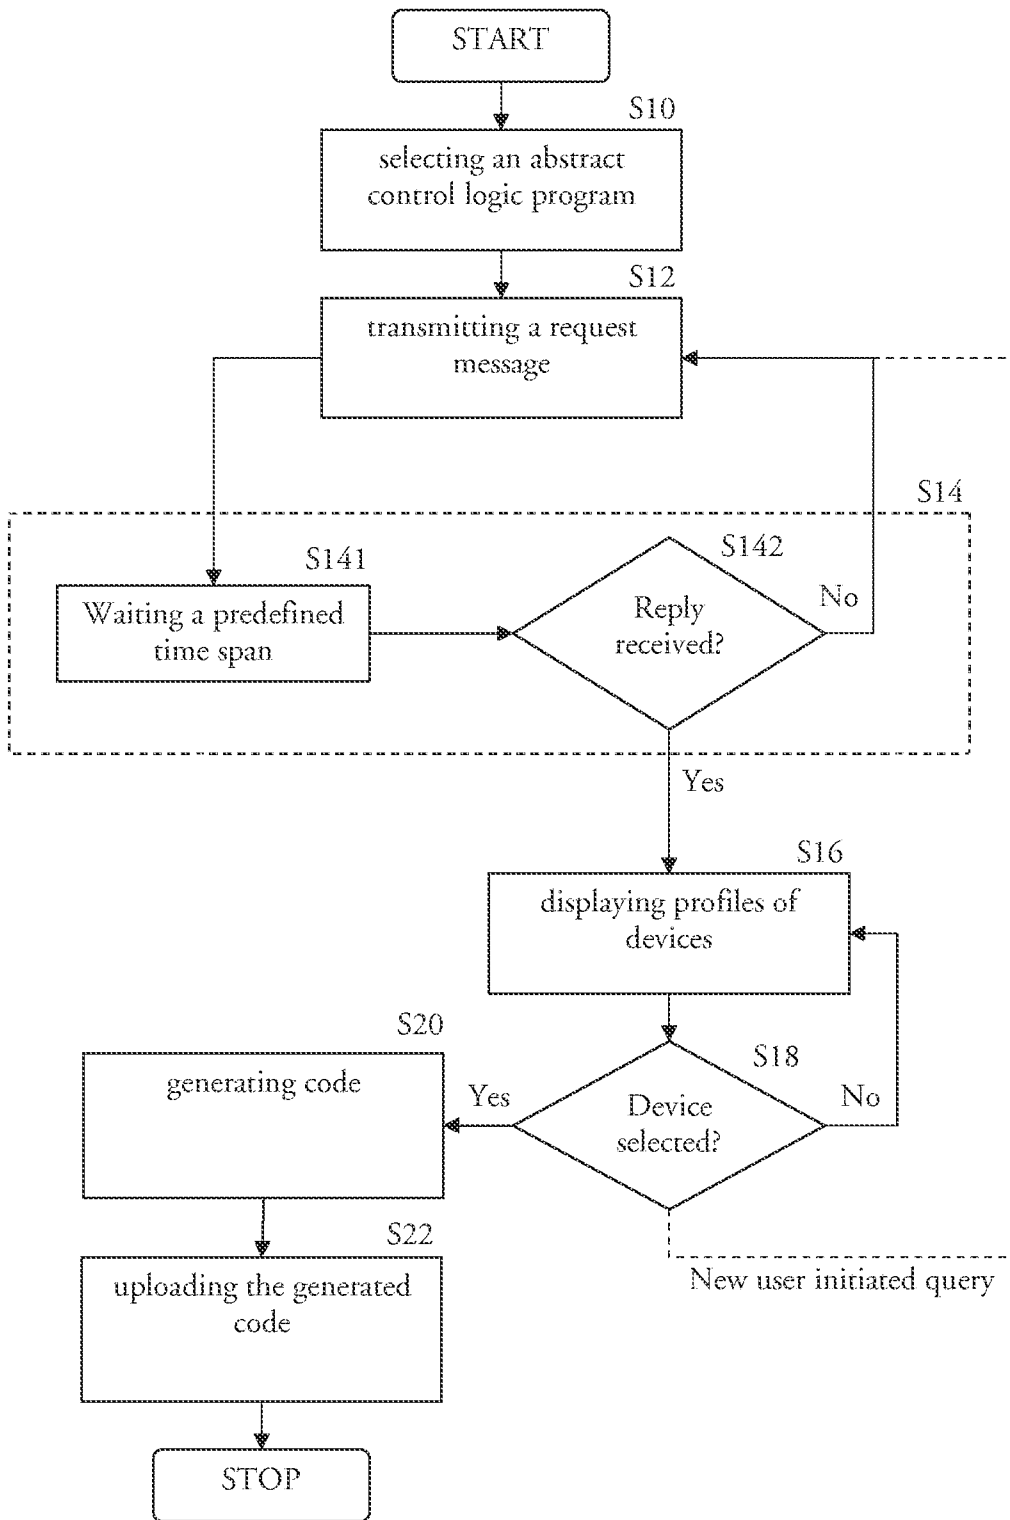 START
S10
selecting an abstract
control logic program
S12
transmitting a request
message
S14
S141
Waiting a predefined
time span
S142
Reply
received?
No
Yes
S16
displaying profiles of
devices
S18
Device
selected?
No
Yes
S20
generating code
New user initiated query
S22
uploading the generated
code
STOP